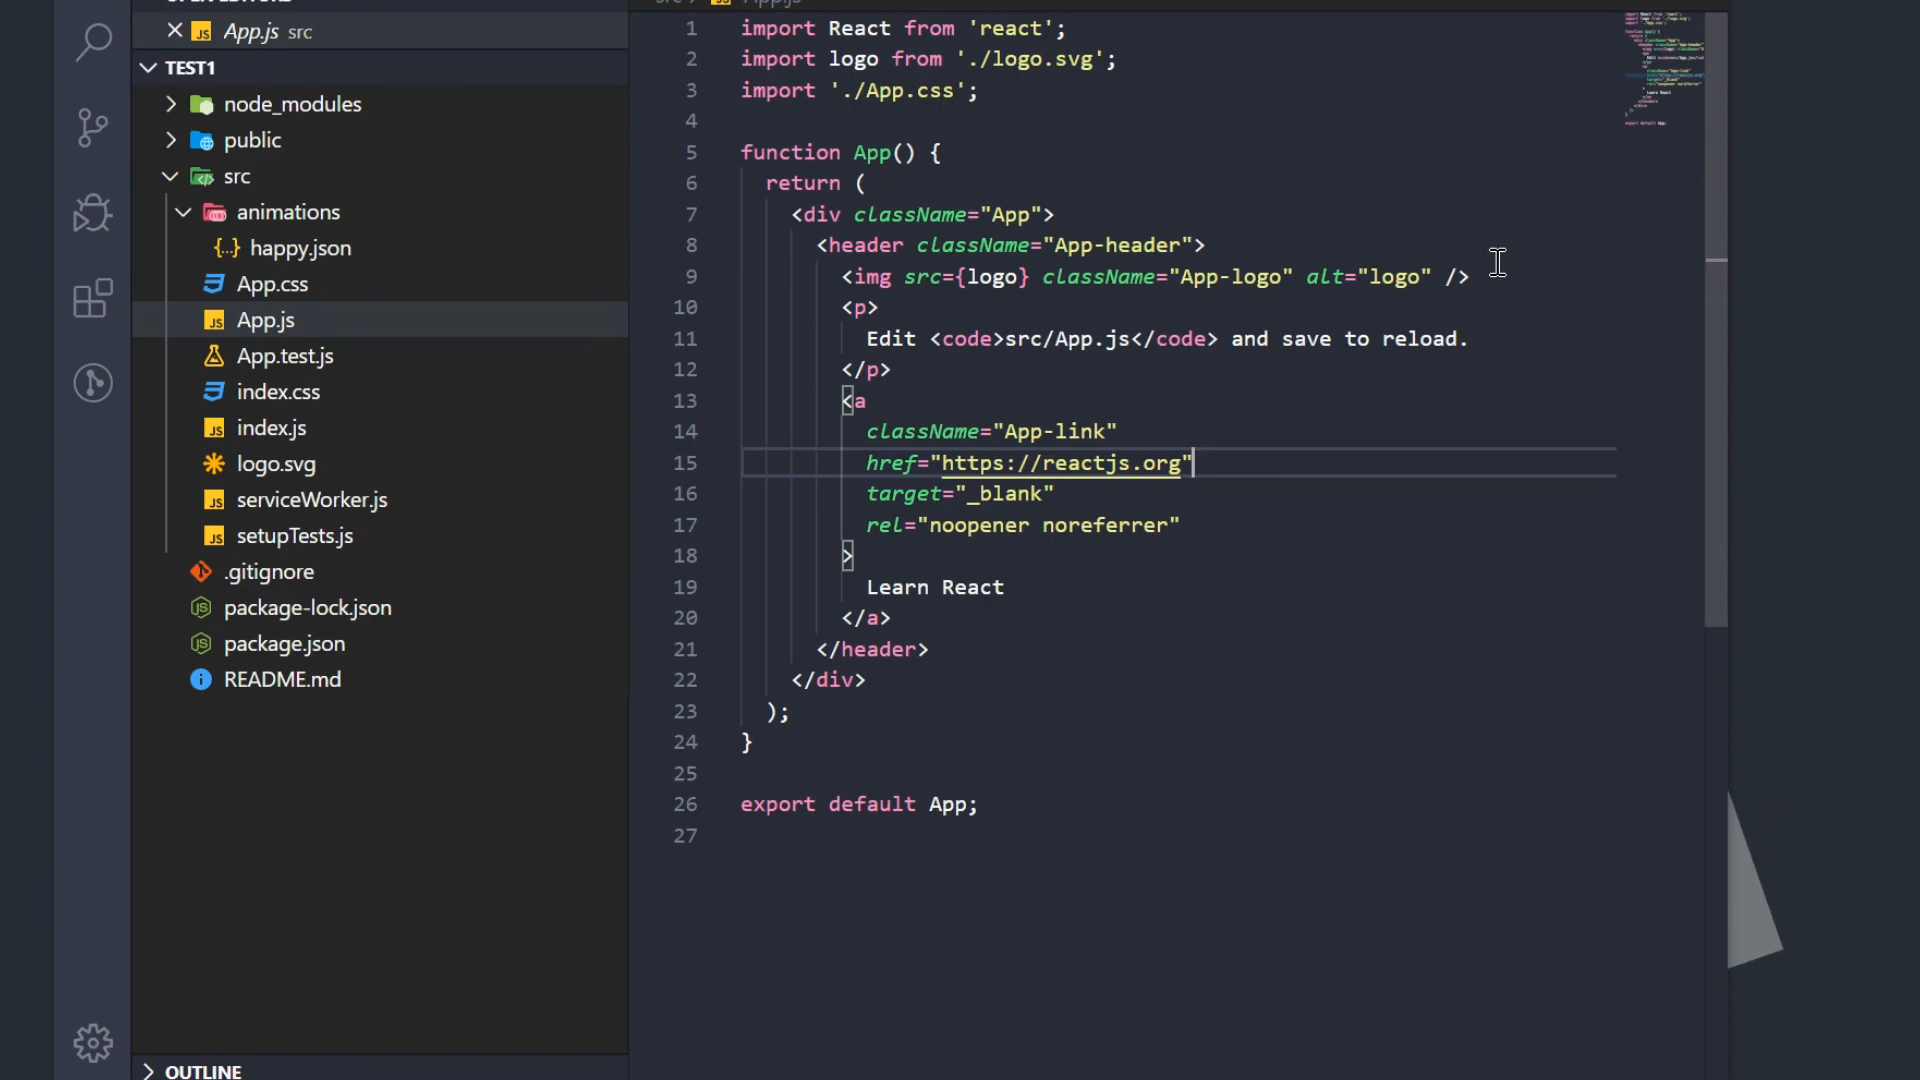 OPEN EDITORS
App.js src
TEST1
node_modules
public
src
animations
happy.json
App.css
App.js
App.test.js
index.css
index.js
logo.svg
serviceWorker.js
setupTests.js
.gitignore
package-lock.json
package.json
README.md
OUTLINE
src > App.js
1 import React from 'react';
2 import logo from './logo.svg';
3 import './App.css';
4
5 function App() {
6 return (
7 <div className="App">
8 <header className="App-header">
9 <img src={logo} className="App-logo" alt="logo" />
10 <p>
11 Edit <code>src/App.js</code> and save to reload.
12 </p>
13 <a
14 className="App-link"
15 href="https://reactjs.org"
16 target="_blank"
17 rel="noopener noreferrer"
18 >
19 Learn React
20 </a>
21 </header>
22 </div>
23 );
24 }
25
26 export default App;
27